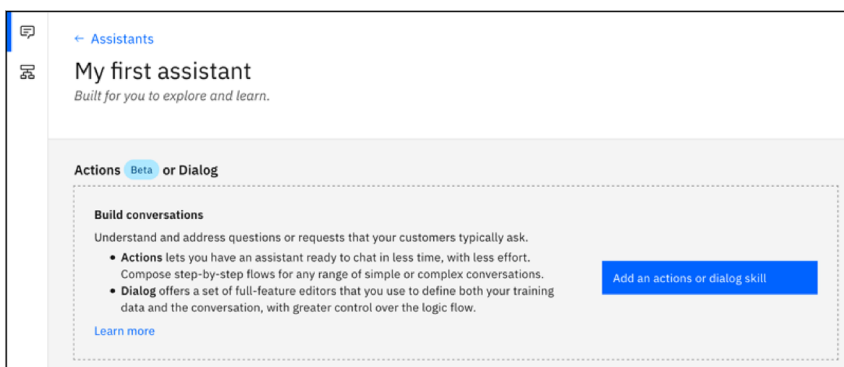 ← Assistants
My first assistant
Built for you to explore and learn.
Actions Beta or Dialog
Build conversations
Understand and address questions or requests that your customers typically ask.
• Actions lets you have an assistant ready to chat in less time, with less effort.
Compose step-by-step flows for any range of simple or complex conversations.
• Dialog offers a set of full-feature editors that you use to define both your training
data and the conversation, with greater control over the logic flow.
Learn more
Add an actions or dialog skill